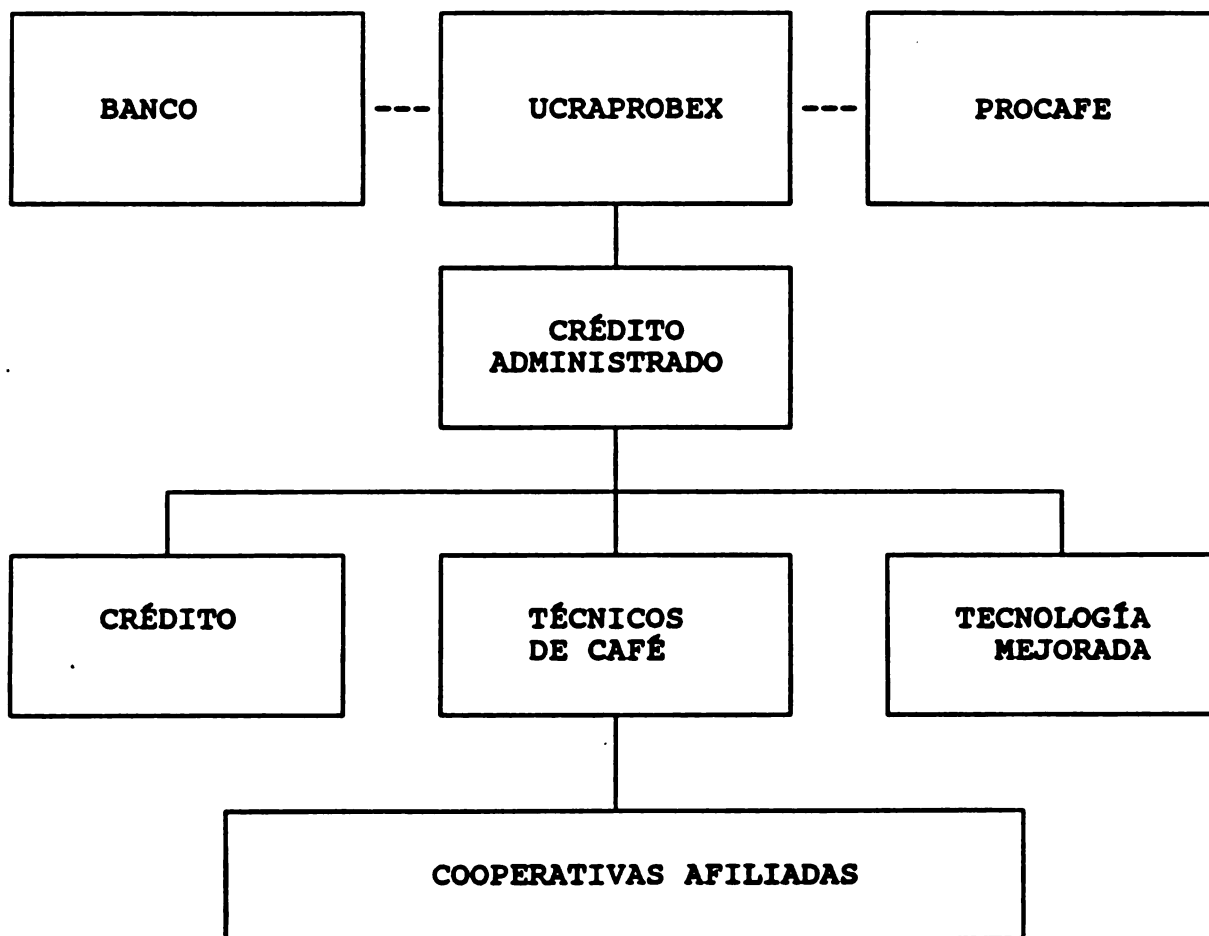 BANCO --- UCRAPROBEX --- PROCAFE
CRÉDITO
ADMINISTRADO
CRÉDITO
TÉCNICOS
DE CAFÉ
TECNOLOGÍA
MEJORADA
COOPERATIVAS AFILIADAS